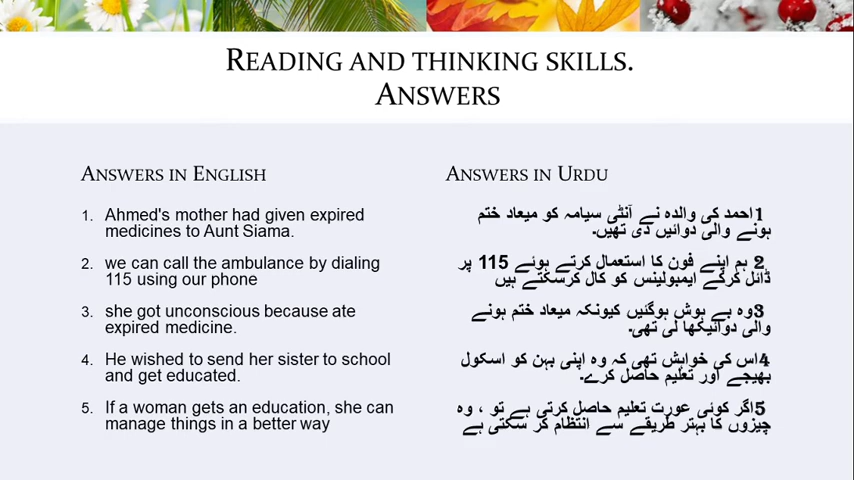 READING AND THINKING SKILLS.
ANSWERS
ANSWERS IN ENGLISH
1. Ahmed's mother had given expired
medicines to Aunt Siama.
2. we can call the ambulance by dialing
115 using our phone
3. she got unconscious because ate
expired medicine.
4. He wished to send her sister to school
and get educated.
5. If a woman gets an education, she can
manage things in a better way
ANSWERS IN URDU
1احمد کی والدہ نے آنٹی سیامہ کو میعاد ختم
ہونے والی دوائیں دی تھیں۔
2 ہم اپنے فون کا استعمال کرتے ہوئے 115 پر
ڈائل کرکے ایمبولینس کو کال کرسکتے ہیں
3وہ بے ہوش ہوگئیں کیونکہ میعاد ختم ہونے
والی دوائیکھا لی تھی۔
4اس کی خواہش تھی کہ وہ اپنی بہن کو اسکول
بھیجے اور تعلیم حاصل کرے۔
5اگر کوئی عورت تعلیم حاصل کرتی ہے تو ، وہ
چیزوں کا بہتر طریقے سے انتظام کر سکتی ہے